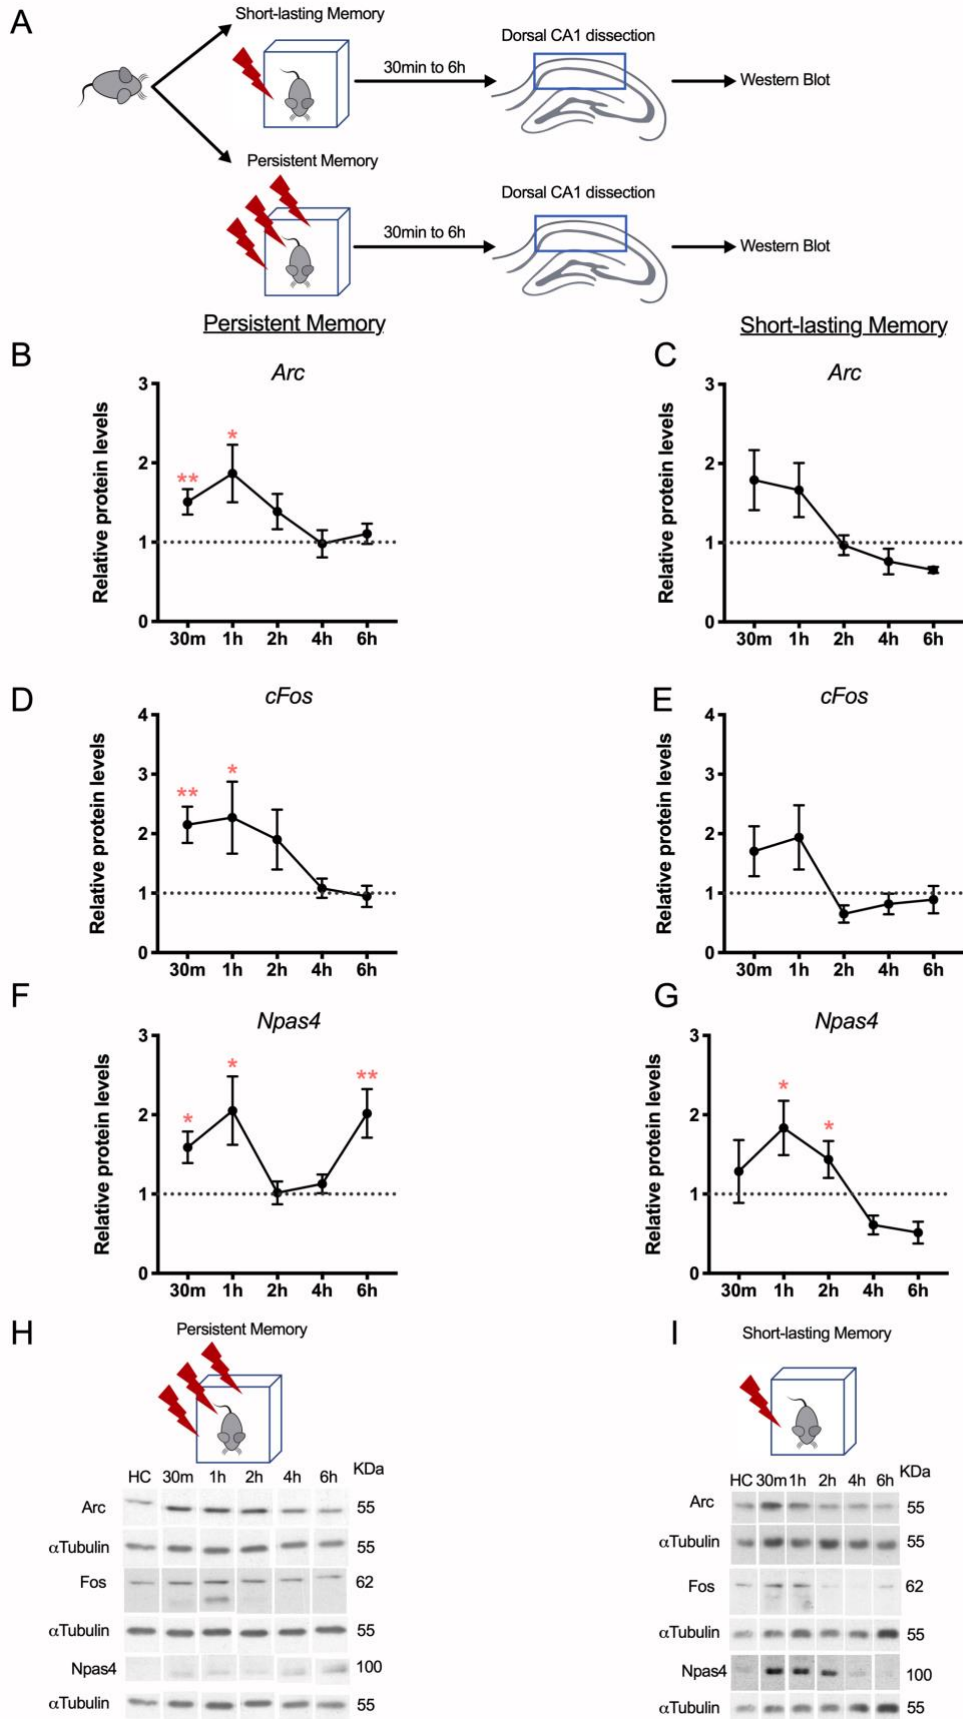 A
Short-lasting Memory
30min to 6h
Dorsal CA1 dissection
Western Blot
Persistent Memory
30min to 6h
Dorsal CA1 dissection
Western Blot
Persistent Memory
Short-lasting Memory
B
Arc
Relative protein levels
3
2
1
0
** *
30m 1h 2h 4h 6h
C
Arc
Relative protein levels
3
2
1
0
30m 1h 2h 4h 6h
D
cFos
Relative protein levels
4
3
2
1
0
** *
30m 1h 2h 4h 6h
E
cFos
Relative protein levels
4
3
2
1
0
30m 1h 2h 4h 6h
F
Npas4
Relative protein levels
3
2
1
0
* * **
30m 1h 2h 4h 6h
G
Npas4
Relative protein levels
3
2
1
0
* *
30m 1h 2h 4h 6h
H
Persistent Memory
HC 30m 1h 2h 4h 6h KDa
Arc 55
αTubulin 55
Fos 62
αTubulin 55
Npas4 100
αTubulin 55
I
Short-lasting Memory
HC 30m 1h 2h 4h 6h KDa
Arc 55
αTubulin 55
Fos 62
αTubulin 55
Npas4 100
αTubulin 55